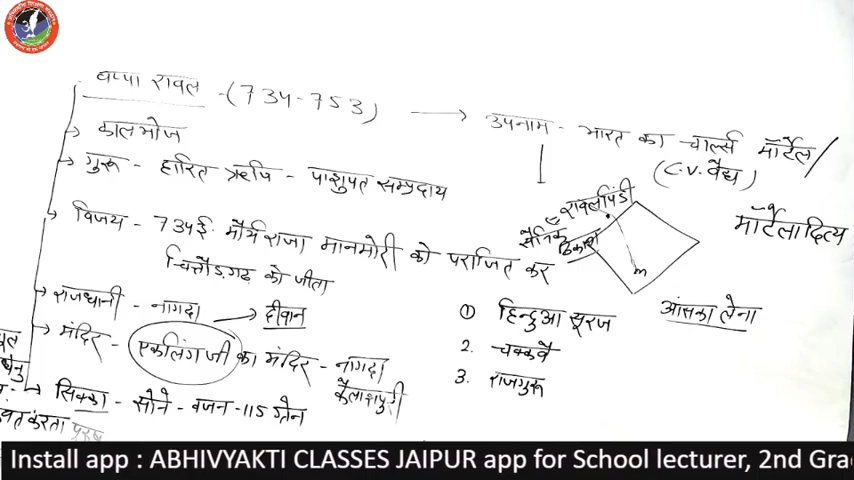 बप्पा रावल -(734-753) → उपनाम - भारत का चार्ल्स मॉर्टेल/
(C.V. वैद्य)
मॉर्टेलादित्य
कालभोज
गुरू - हारित ऋषि - पाशुपत सम्प्रदाय
रावलपिंडी
सैनिक ठिकाना
विजय - 734ई. मौर्य राजा मानमोरी को पराजित कर
चित्तौड़गढ़ को जीता
राजधानी - नागदा → दीवान
मंदिर - एकलिंग जी का मंदिर - नागदा
कैलाशपुरी
सिक्का - सोने - वजन - 115 ग्रेन
① हिन्दुआ सूरज
2. चक्कवै
3. राजगुरू
आंसका लेना
करता पुरुष
Install app : ABHIVYAKTI CLASSES JAIPUR app for School lecturer, 2nd Gra